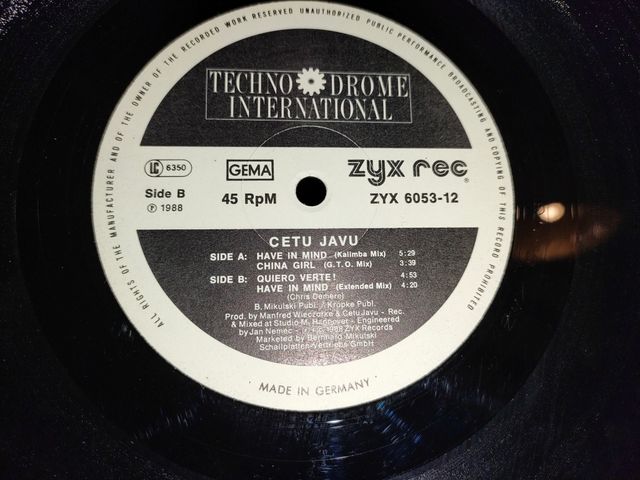 ALL RIGHTS OF THE MANUFACTURER AND OF THE OWNER OF THE RECORDED WORK RESERVED UNAUTHORIZED PUBLIC PERFORMANCE BROADCASTING AND COPYING OF THIS RECORD PROHIBITED
TECHNO DROME
INTERNATIONAL
LC 6350
GEMA
zyx rec®
Side B
45 RpM
ZYX 6053-12
℗ 1988
CETU JAVU
SIDE A: HAVE IN MIND (Kalimba Mix) 5:29
CHINA GIRL (G.T.O. Mix) 3:39
SIDE B: QUIERO VERTE! 4:53
HAVE IN MIND (Extended Mix) 4:20
(Chris Demere)
B. Mikulski Publ. / Kropke Publ.
Prod. by Manfred Wieczorke & Cetu Javu - Rec.
& Mixed at Studio M. Hannover - Engineered
by Jan Nemec - ℗ + © 1988 ZYX Records
Marketed by Bernhard Mikulski
Schallplatten-Vertriebs GmbH
· MADE IN GERMANY ·